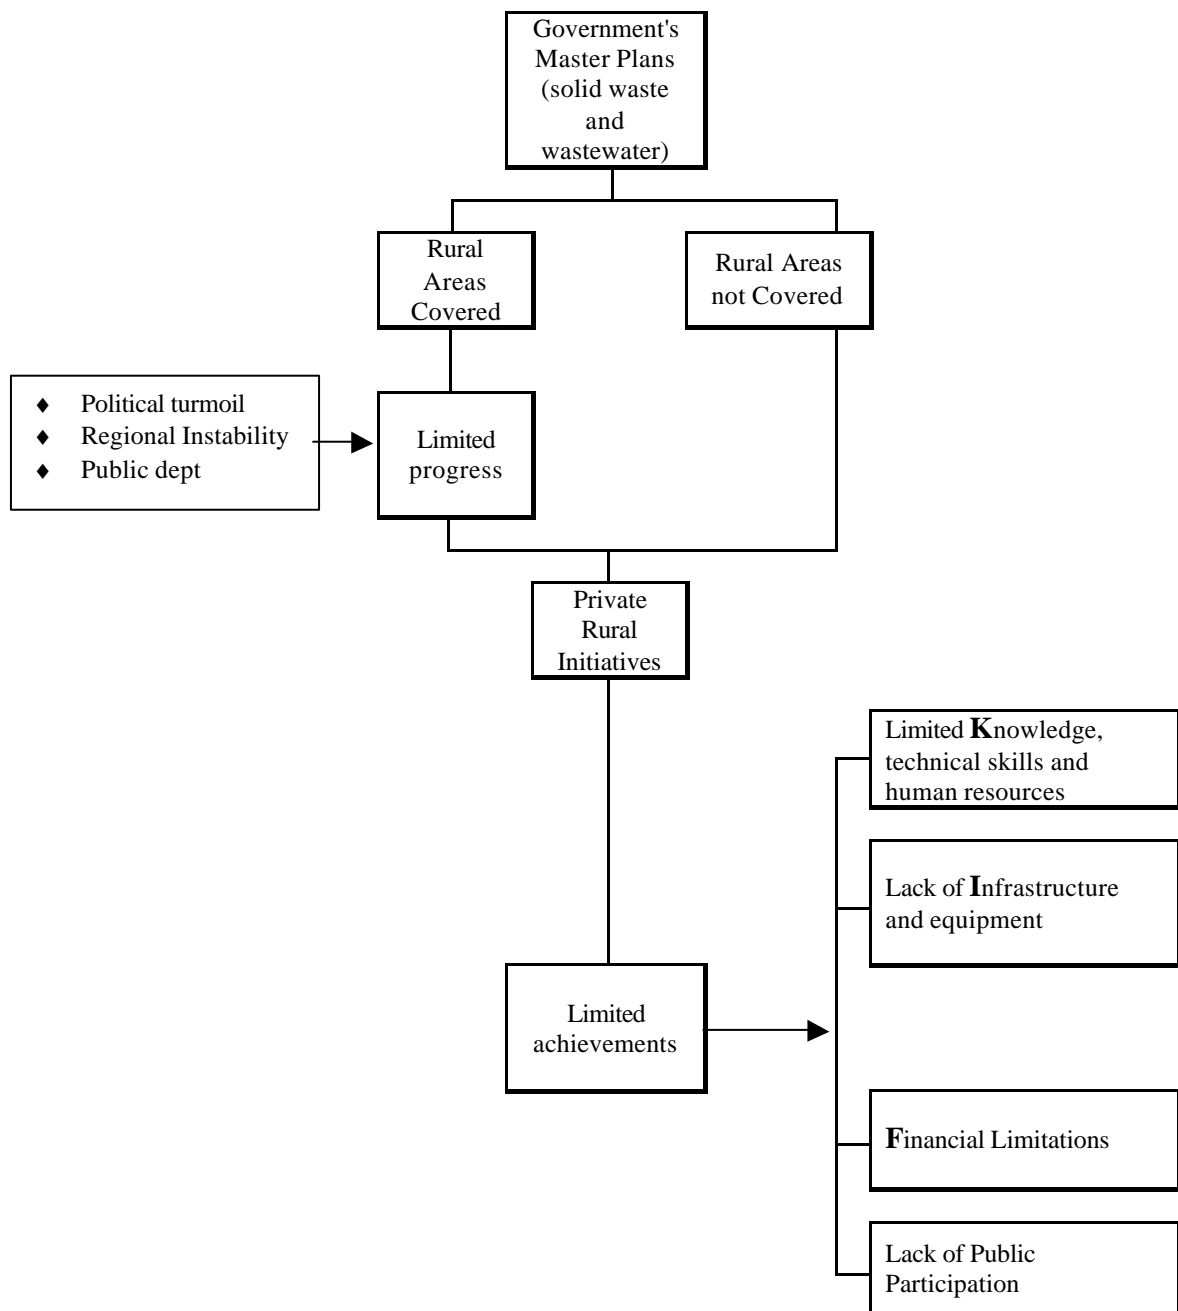 Government's
Master Plans
(solid waste
and
wastewater)
Rural
Areas
Covered
Rural Areas
not Covered
♦ Political turmoil
♦ Regional Instability
♦ Public dept
Limited
progress
Private
Rural
Initiatives
Limited Knowledge,
technical skills and
human resources
Lack of Infrastructure
and equipment
Limited
achievements
Financial Limitations
Lack of Public
Participation